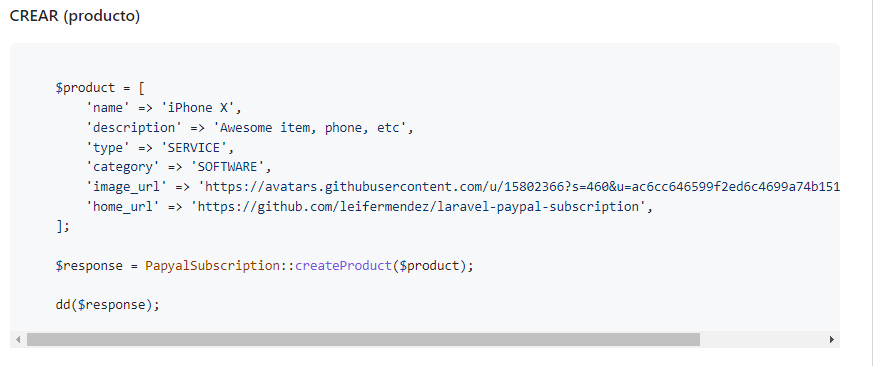 CREAR (producto)
$product = [
    'name' => 'iPhone X',
    'description' => 'Awesome item, phone, etc',
    'type' => 'SERVICE',
    'category' => 'SOFTWARE',
    'image_url' => 'https://avatars.githubusercontent.com/u/15802366?s=460&u=ac6cc646599f2ed6c4699a74b151
    'home_url' => 'https://github.com/leifermendez/laravel-paypal-subscription',
];
$response = PapyalSubscription::createProduct($product);
dd($response);